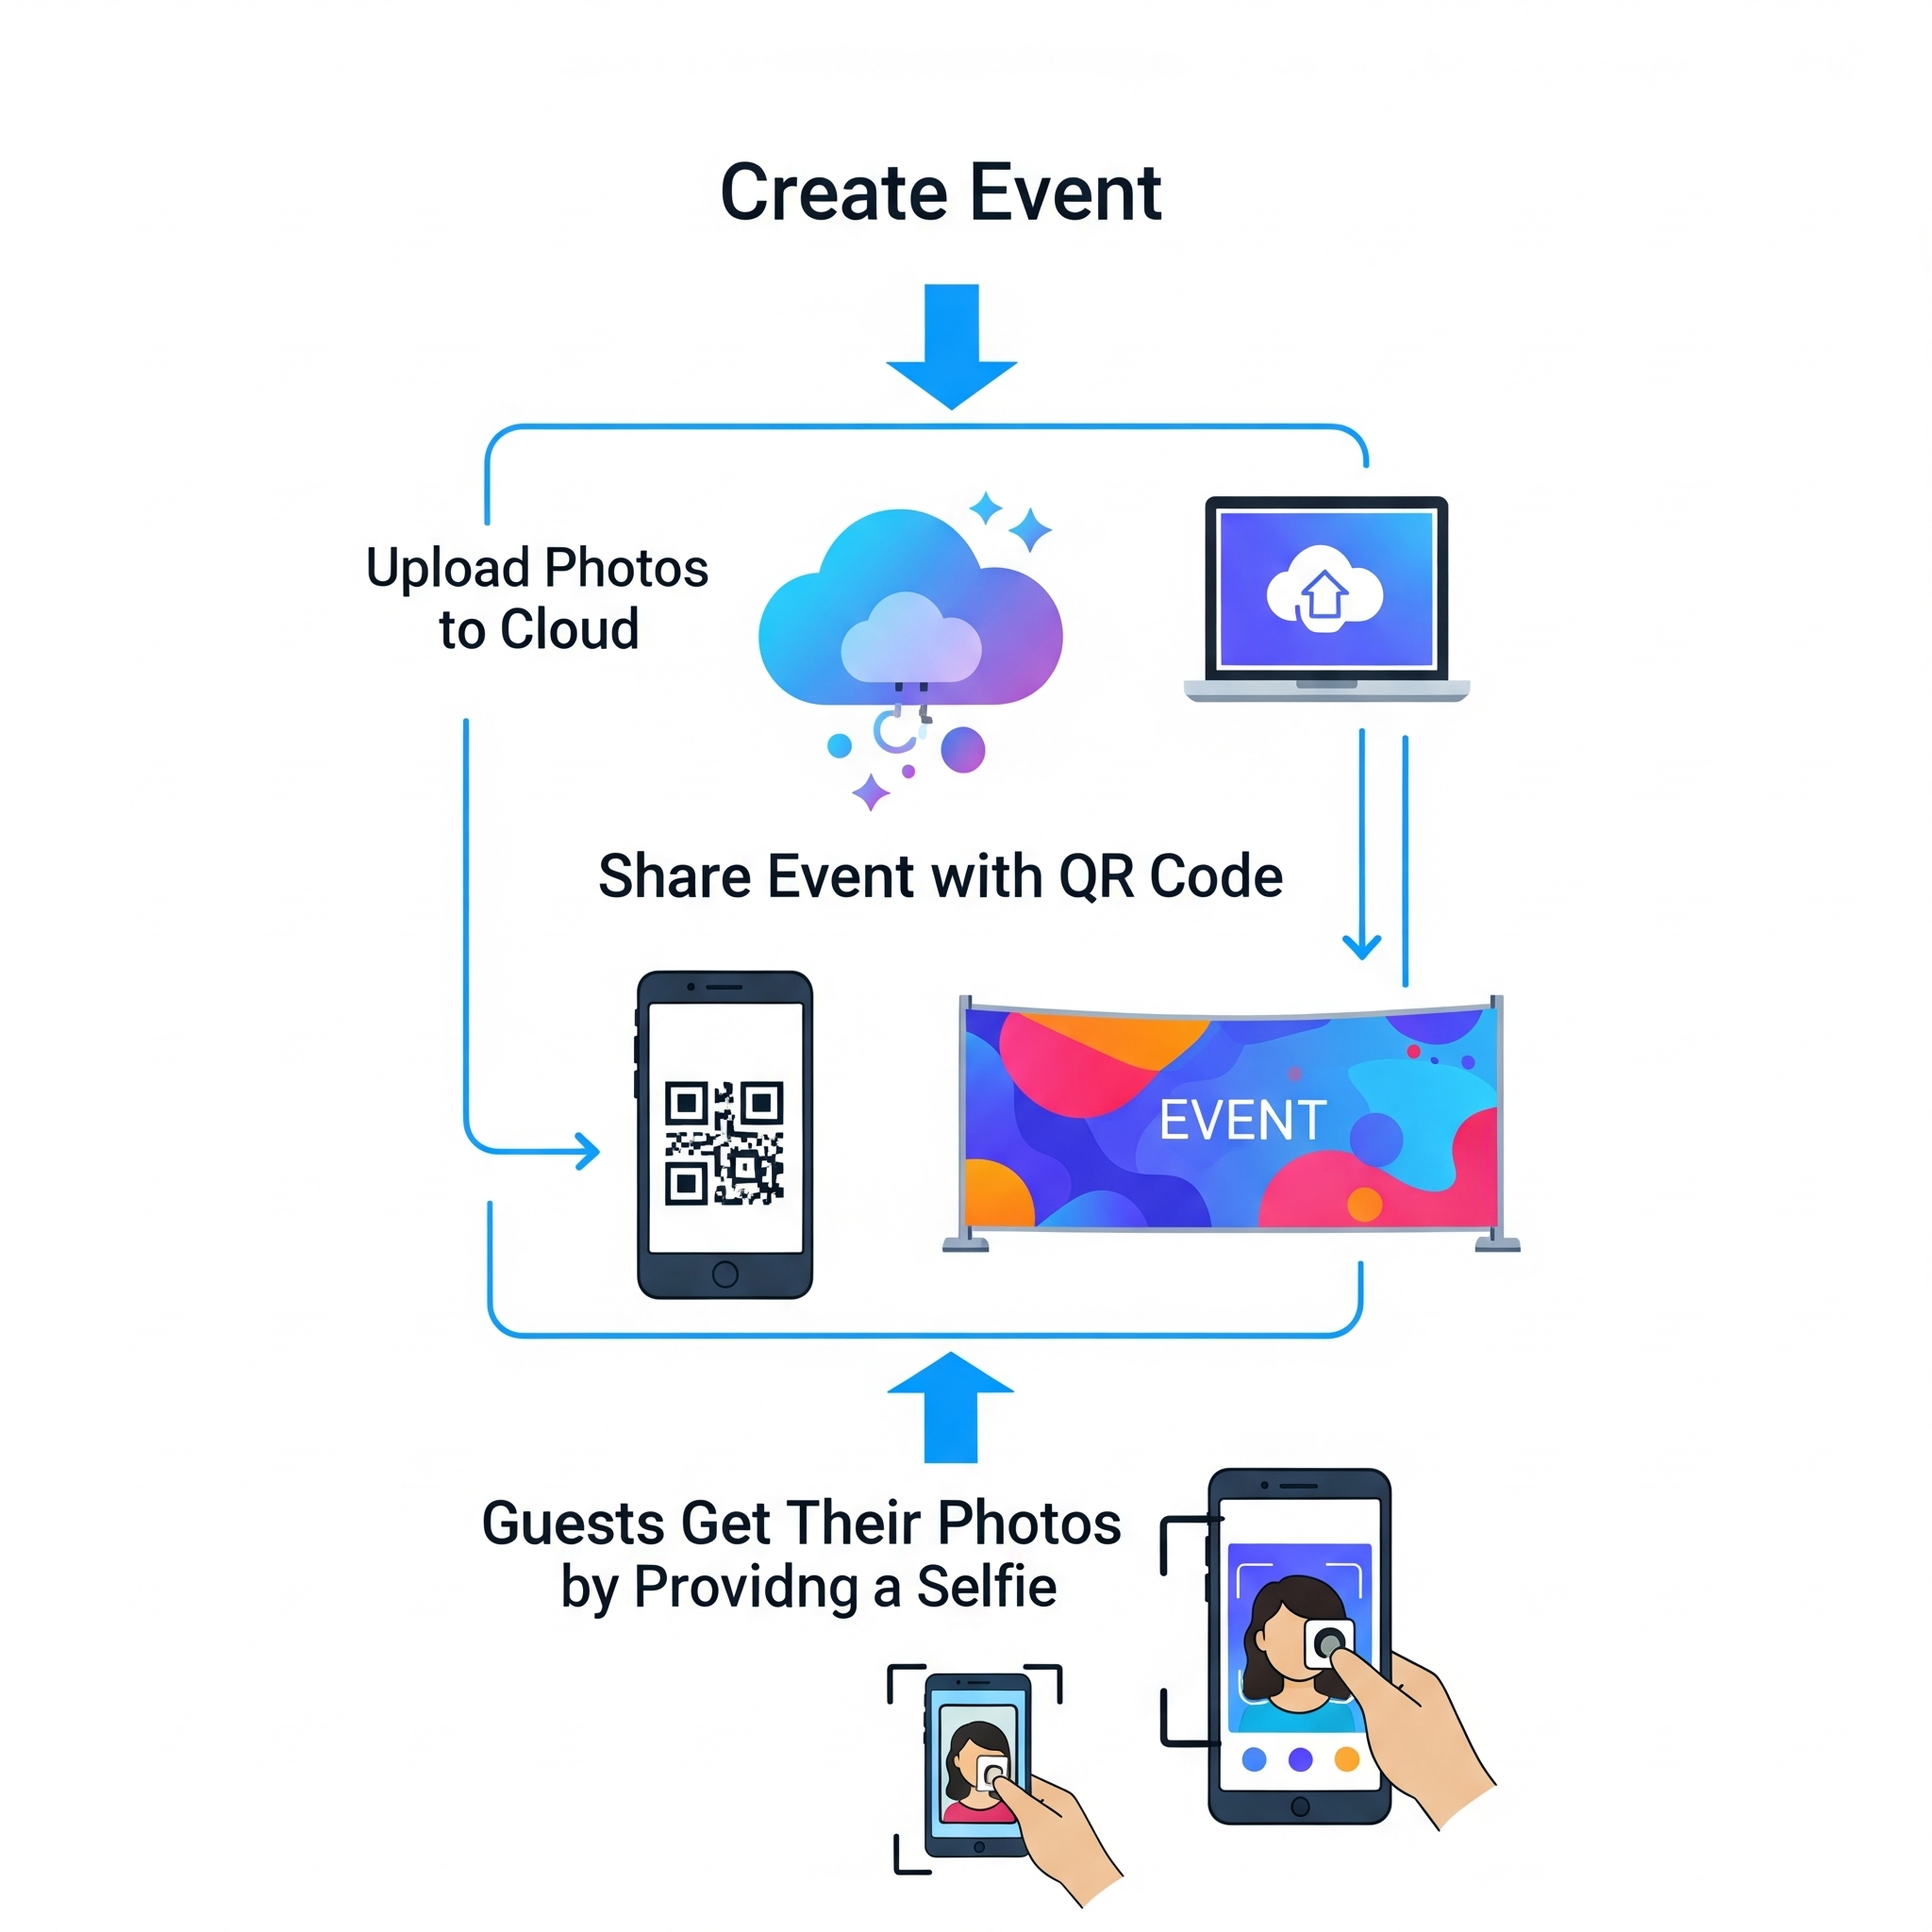 Create Event
Upload Photos
to Cloud
Share Event with QR Code
EVENT
Guests Get Their Photos
by Providng a Selfie